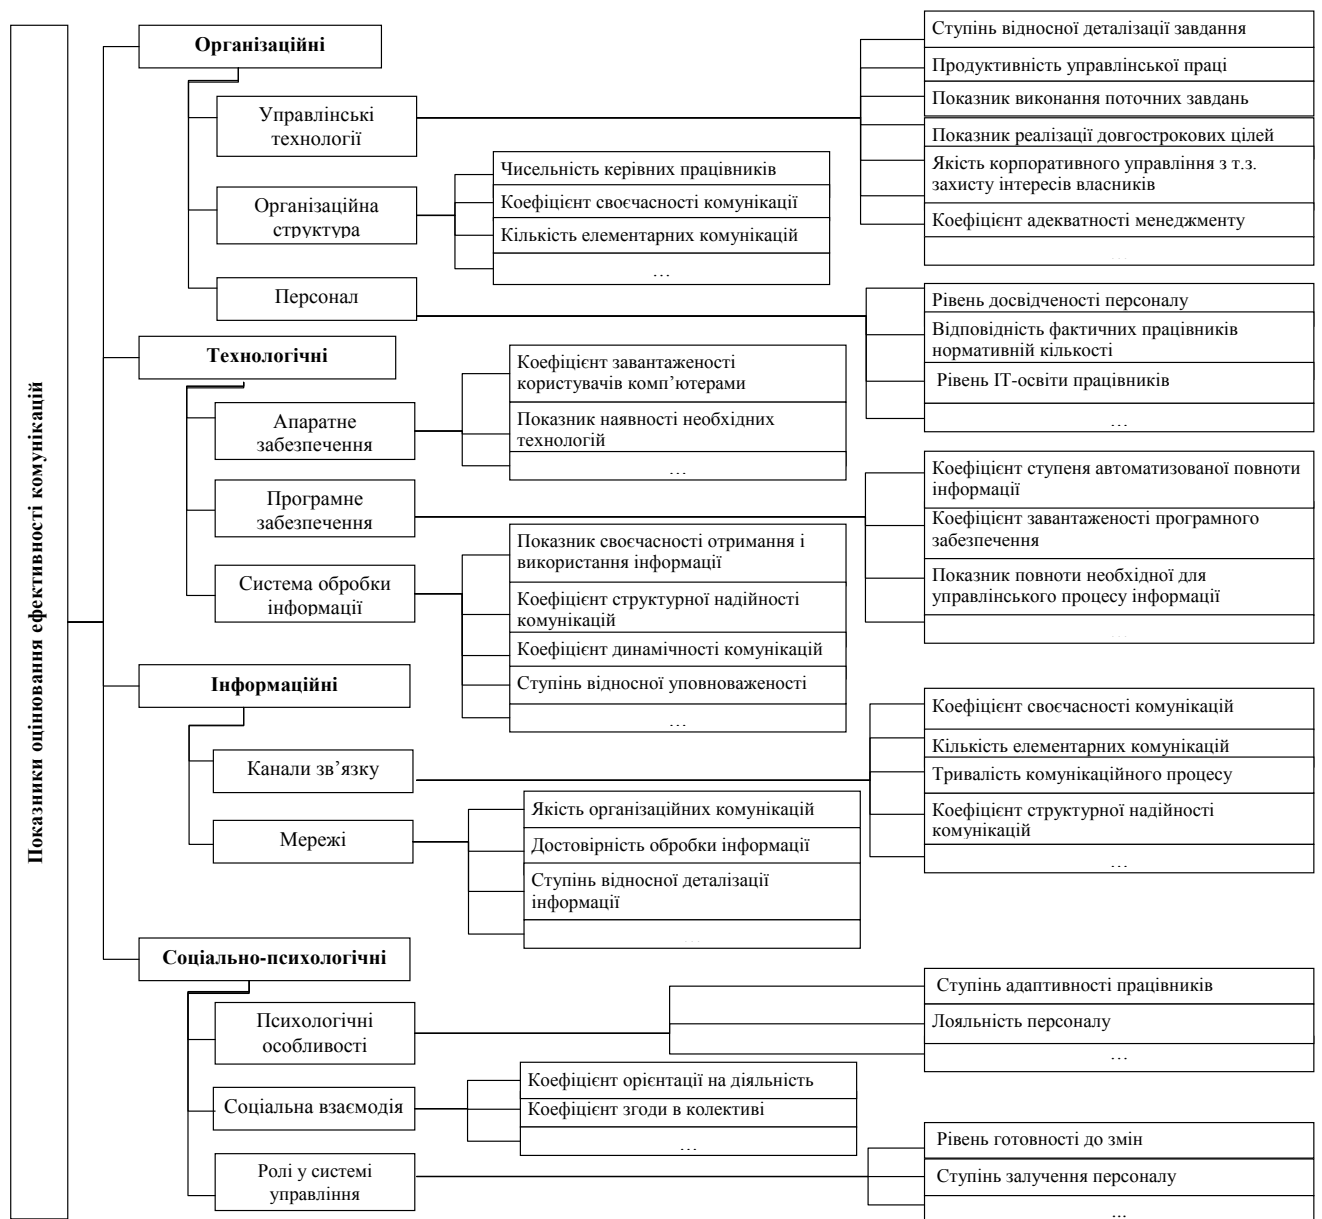 Показники оцінювання ефективності комунікацій
Організаційні
Управлінські
технології
Ступінь відносної деталізації завдання
Продуктивність управлінської праці
Показник виконання поточних завдань
Показник реалізації довгострокових цілей
Якість корпоративного управління з т.з.
захисту інтересів власників
Коефіцієнт адекватності менеджменту
…
Організаційна
структура
Чисельність керівних працівників
Коефіцієнт своєчасності комунікації
Кількість елементарних комунікацій
…
Персонал
Рівень досвідченості персоналу
Відповідність фактичних працівників
нормативній кількості
Рівень ІТ-освіти працівників
…
Технологічні
Апаратне
забезпечення
Коефіцієнт завантаженості
користувачів комп’ютерами
Показник наявності необхідних
технологій
…
Програмне
забезпечення
Коефіцієнт ступеня автоматизованої повноти
інформації
Коефіцієнт завантаженості програмного
забезпечення
Показник повноти необхідної для
управлінського процесу інформації
…
Система обробки
інформації
Показник своєчасності отримання і
використання інформації
Коефіцієнт структурної надійності
комунікацій
Коефіцієнт динамічності комунікацій
Ступінь відносної уповноваженості
…
Інформаційні
Канали зв’язку
Коефіцієнт своєчасності комунікацій
Кількість елементарних комунікацій
Тривалість комунікаційного процесу
Коефіцієнт структурної надійності
комунікацій
…
Мережі
Якість організаційних комунікацій
Достовірність обробки інформації
Ступінь відносної деталізації
інформації
…
Соціально-психологічні
Психологічні
особливості
Ступінь адаптивності працівників
Лояльність персоналу
…
Соціальна взаємодія
Коефіцієнт орієнтації на діяльність
Коефіцієнт згоди в колективі
…
Ролі у системі
управління
Рівень готовності до змін
Ступінь залучення персоналу
…